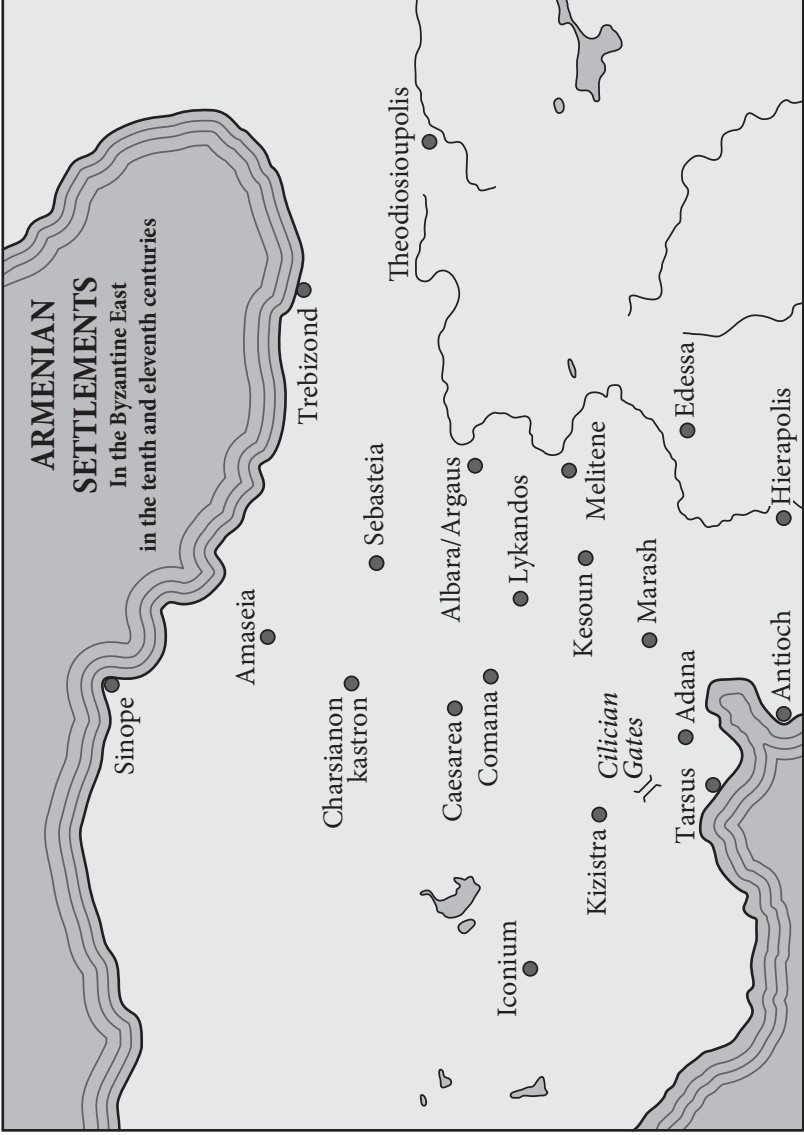 ARMENIAN
SETTLEMENTS
In the Byzantine East
in the tenth and eleventh centuries
Sinope
Amaseia
Trebizond
Charsianon
kastron
Sebasteia
Theodiosioupolis
Caesarea
Albara/Argaus
Comana
Lykandos
Iconium
Kesoun
Melitene
Kizistra
Cilician
Gates
Marash
Tarsus
Adana
Edessa
Antioch
Hierapolis